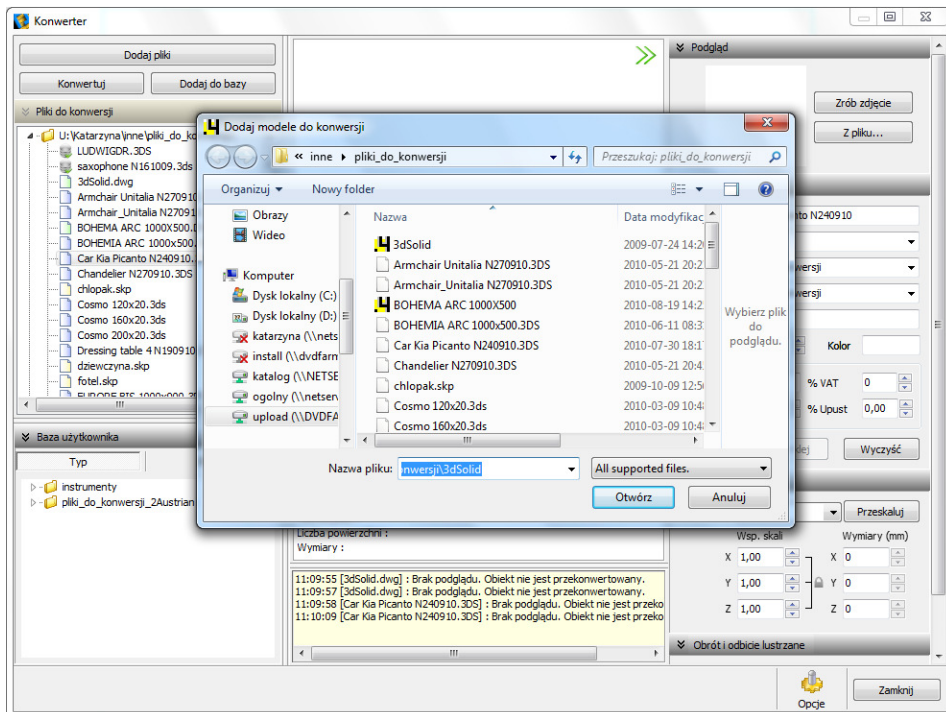 Konwerter
Dodaj pliki
Konwertuj
Dodaj do bazy
Pliki do konwersji
U:\Katarzyna\inne\pliki_do_ko
LUDWIGDR.3DS
saxophone N161009.3ds
3dSolid.dwg
Armchair Unitalia N270910
Armchair_Unitalia N27091
BOHEMA ARC 1000X500.
BOHEMIA ARC 1000x500.
Car Kia Picanto N240910.
Chandelier N270910.3DS
chlopak.skp
Cosmo 120x20.3ds
Cosmo 160x20.3ds
Cosmo 200x20.3ds
Dressing table 4 N190910
dziewczyna.skp
fotel.skp
Baza użytkownika
Typ
instrumenty
pliki_do_konwersji_2Austrian
Dodaj modele do konwersji
« inne pliki_do_konwersji
Przeszukaj: pliki_do_konwersji
Organizuj
Nowy folder
Obrazy
Wideo
Komputer
Dysk lokalny (C:)
Dysk lokalny (D:)
katarzyna (\\nets
install (\\dvdfarn
katalog (\\NETSE
ogolny (\\netserv
upload (\\DVDFA
Nazwa Data modyfikac
3dSolid 2009-07-24 14:2
Armchair Unitalia N270910.3DS 2010-05-21 20:2
Armchair_Unitalia N270910.3DS 2010-05-21 20:2
BOHEMA ARC 1000X500 2010-08-19 14:2
BOHEMIA ARC 1000x500.3DS 2010-06-11 08:3
Car Kia Picanto N240910.3DS 2010-07-30 18:1
Chandelier N270910.3DS 2010-05-21 20:4
chlopak.skp 2009-10-09 12:5
Cosmo 120x20.3ds 2010-03-09 10:4
Cosmo 160x20.3ds 2010-03-09 10:4
Wybierz plik
do
podglądu.
Nazwa pliku: nwersji\3dSolid All supported files.
Otwórz
Anuluj
Liczba powierzchni :
Wymiary :
11:09:55 [3dSolid.dwg] : Brak podglądu. Obiekt nie jest przekonwertowany.
11:09:57 [3dSolid.dwg] : Brak podglądu. Obiekt nie jest przekonwertowany.
11:09:58 [Car Kia Picanto N240910.3DS] : Brak podglądu. Obiekt nie jest przeko
11:10:09 [Car Kia Picanto N240910.3DS] : Brak podglądu. Obiekt nie jest przeko
Podgląd
Zrób zdjęcie
Z pliku...
nto N240910
wersji
wersji
Kolor
% VAT 0
% Upust 0,00
Wyczyść
Przeskaluj
Wsp. skali Wymiary (mm)
X 1,00 X 0
Y 1,00 Y 0
Z 1,00 Z 0
Obrót i odbicie lustrzane
Opcje
Zamknij